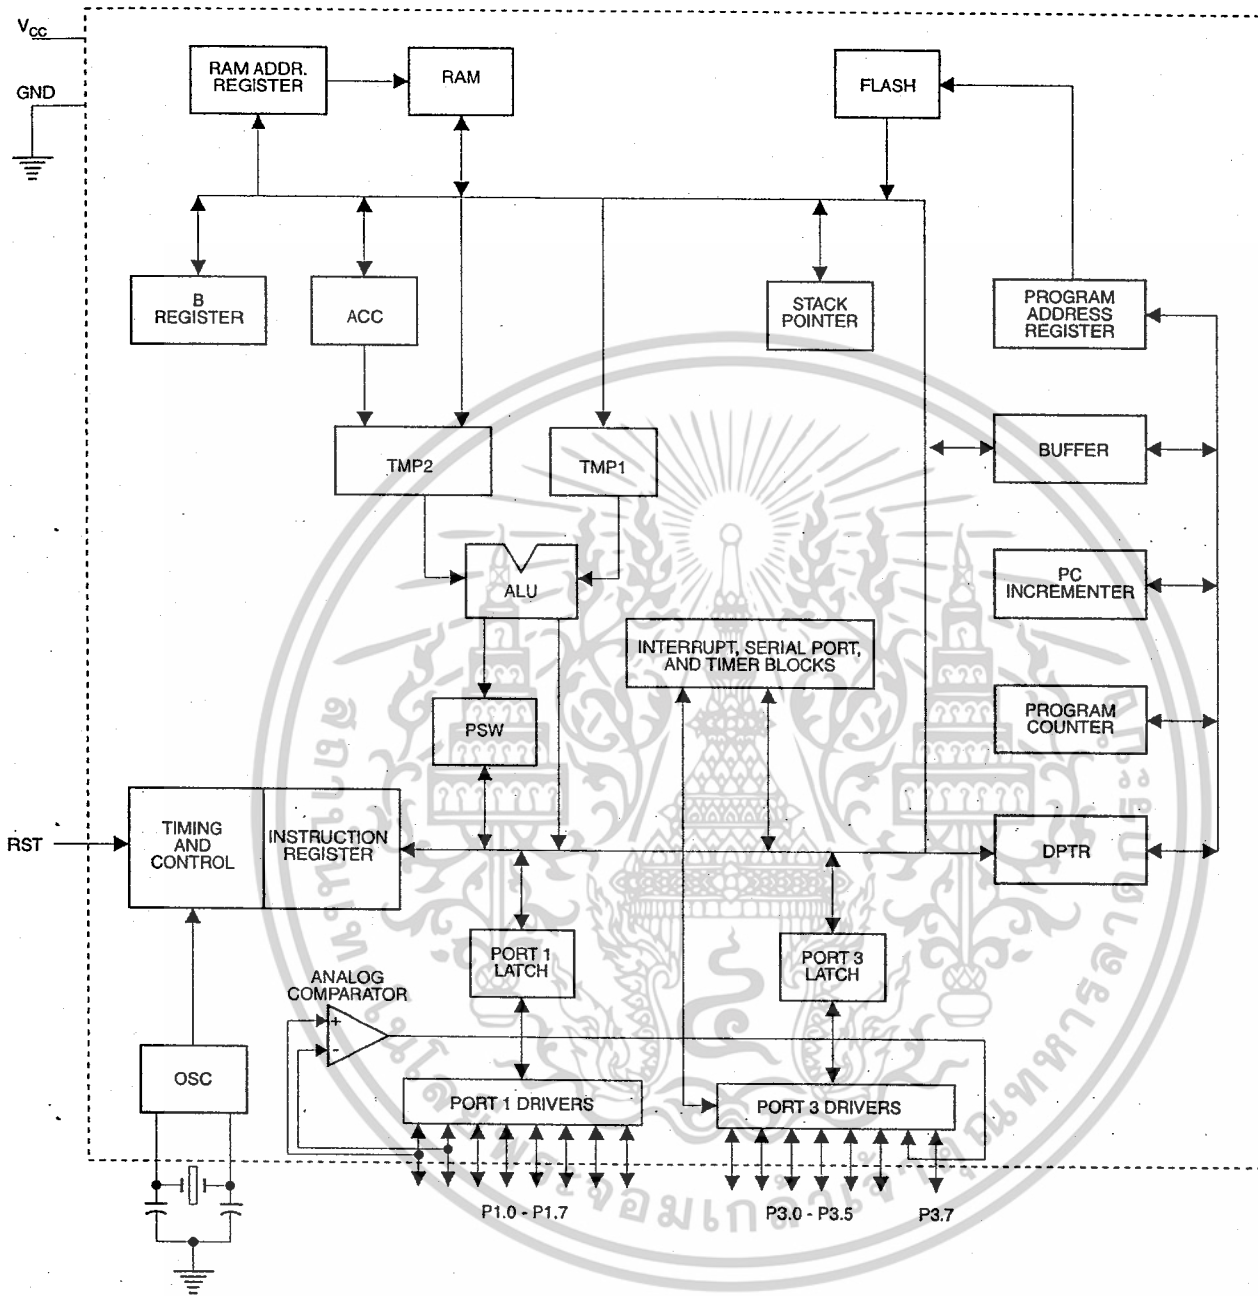 VCC
GND
RAM ADDR.
REGISTER
RAM
FLASH
B
REGISTER
ACC
STACK
POINTER
PROGRAM
ADDRESS
REGISTER
TMP2
TMP1
BUFFER
ALU
PC
INCREMENTER
INTERRUPT, SERIAL PORT,
AND TIMER BLOCKS
PSW
PROGRAM
COUNTER
RST
TIMING
AND
CONTROL
INSTRUCTION
REGISTER
DPTR
PORT 1
LATCH
PORT 3
LATCH
ANALOG
COMPARATOR
+
-
OSC
PORT 1 DRIVERS
PORT 3 DRIVERS
P1.0 - P1.7
P3.0 - P3.5
P3.7